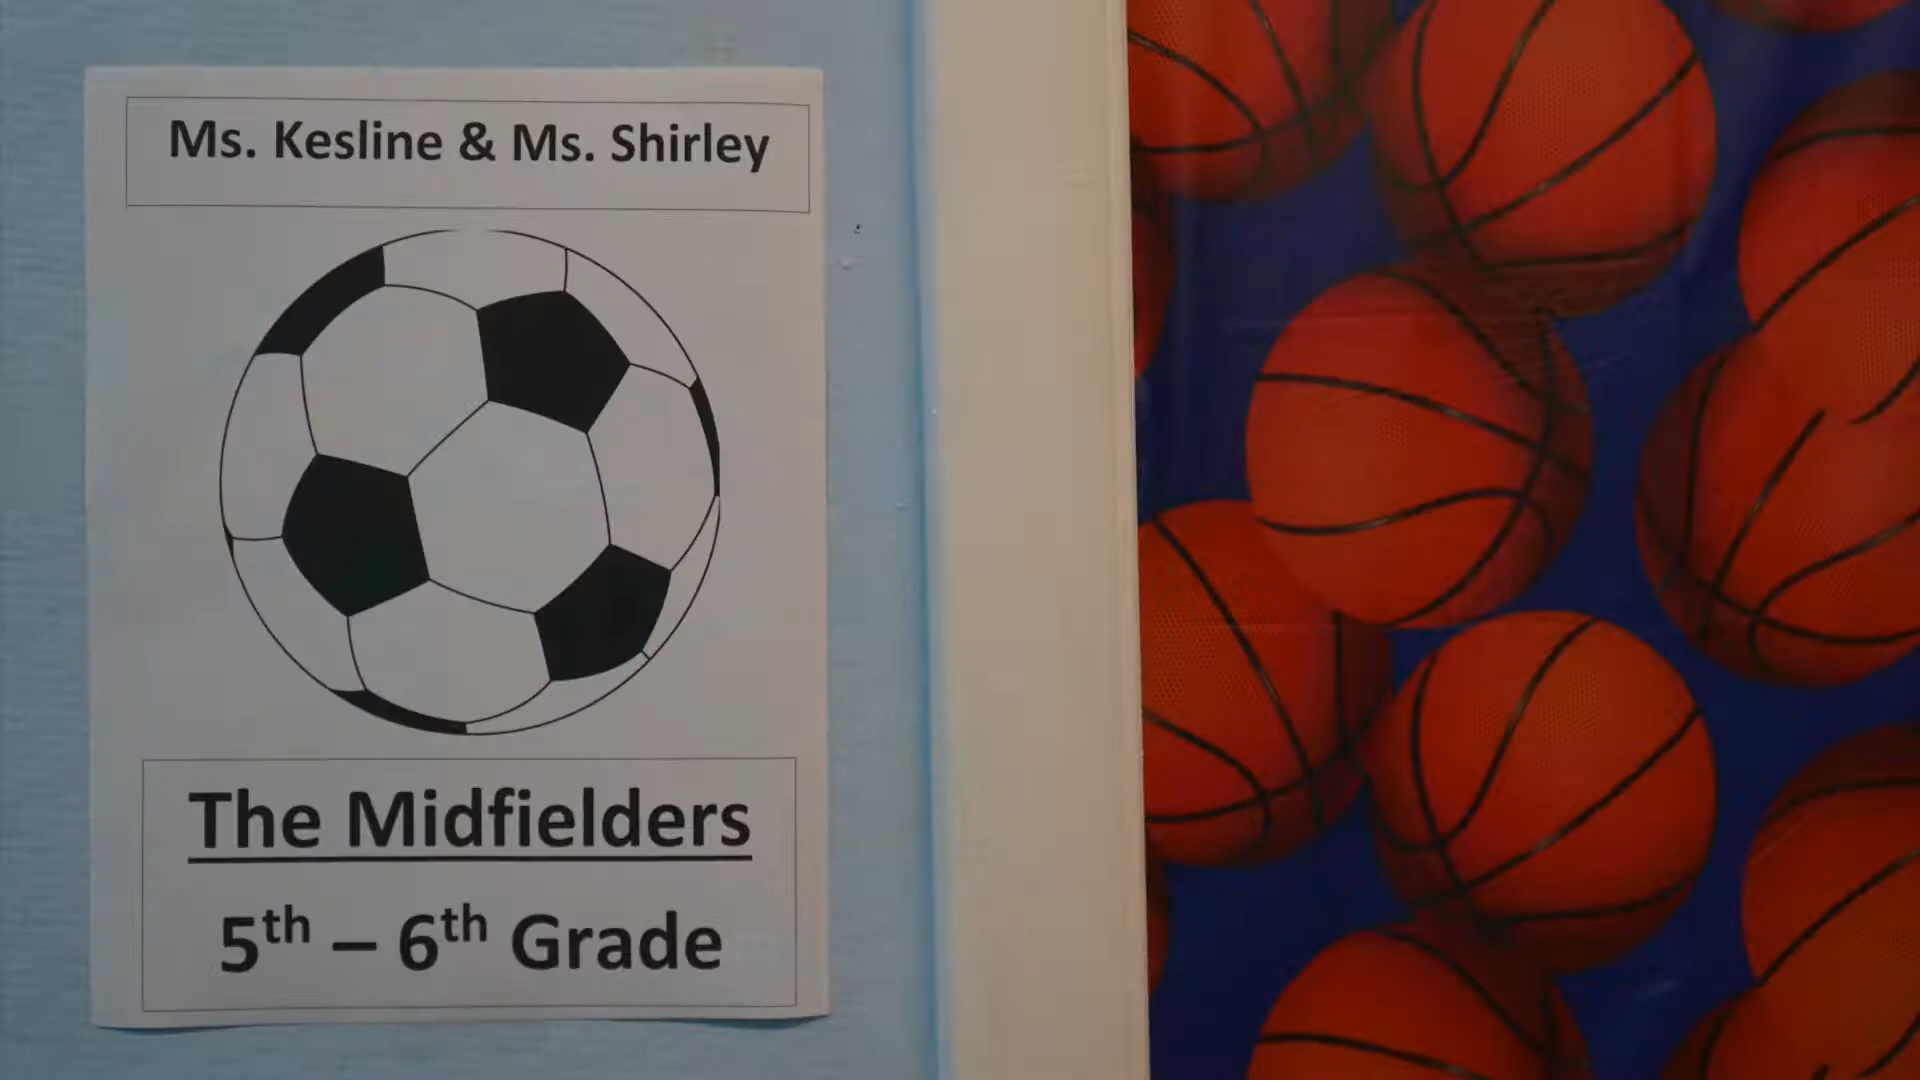 Ms. Kesline & Ms. Shirley
The Midfielders
5th – 6th Grade